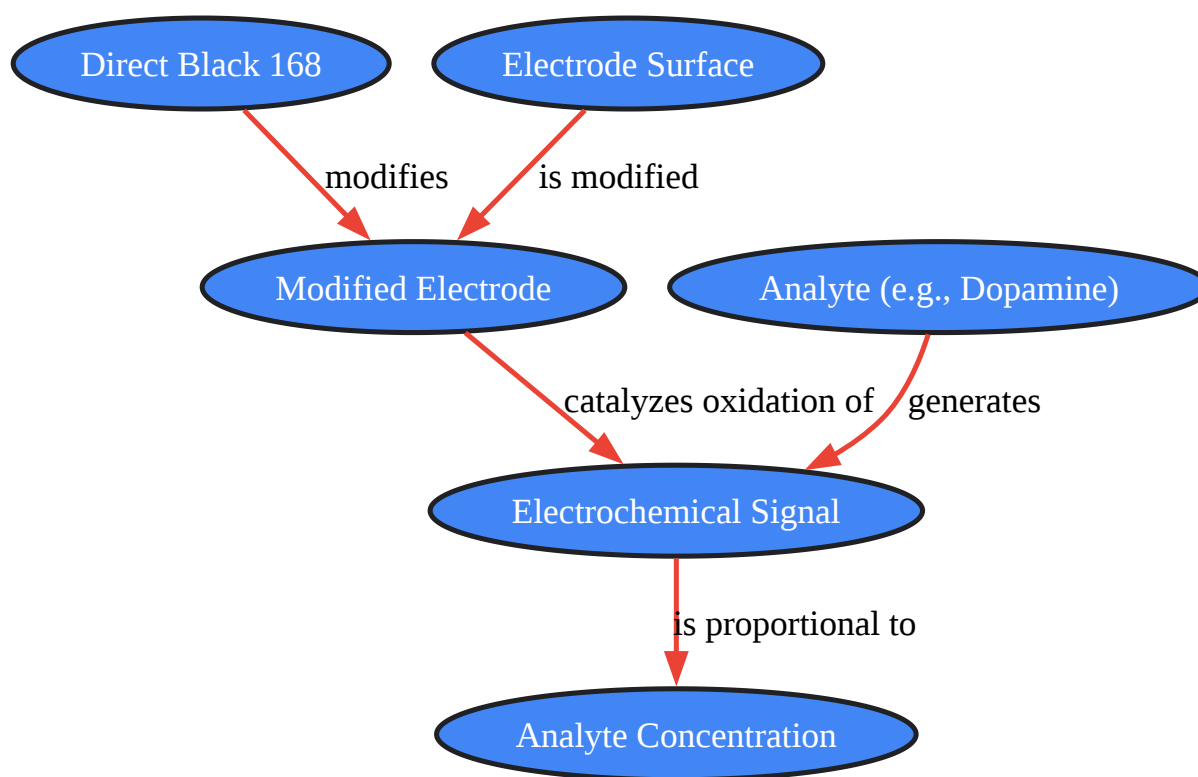 Direct Black 168
Electrode Surface
modifies
is modified
Modified Electrode
Analyte (e.g., Dopamine)
catalyzes oxidation of
generates
Electrochemical Signal
is proportional to
Analyte Concentration